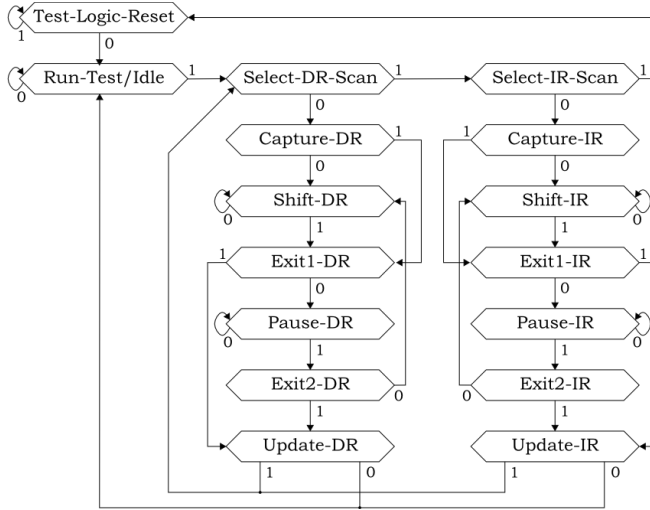 Test-Logic-Reset
1
0
Run-Test/Idle 1 Select-DR-Scan 1 Select-IR-Scan 1
0 0 0
Capture-DR 1 1 Capture-IR
0 0
Shift-DR Shift-IR
0 0
1 1
1 Exit1-DR Exit1-IR 1
0 0
Pause-DR Pause-IR
0 0
1 1
Exit2-DR 0 0 Exit2-IR
1 1
Update-DR Update-IR
1 0 1 0